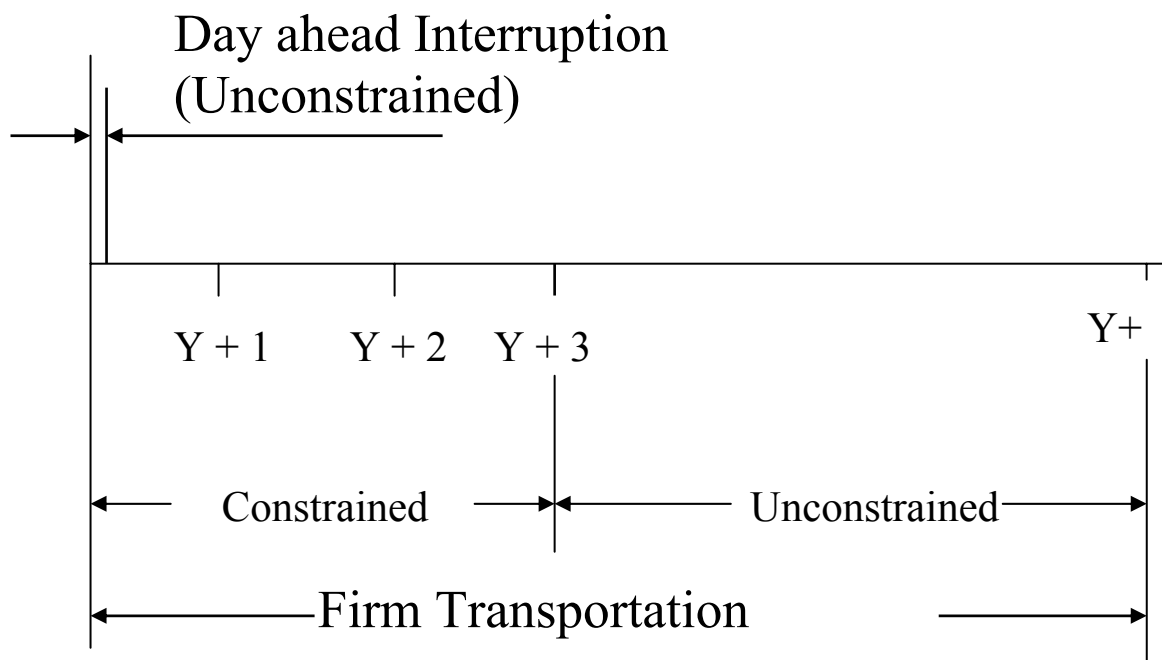 Day ahead Interruption
(Unconstrained)
Y + 1
Y + 2
Y + 3
Y+
Constrained
Unconstrained
Firm Transportation